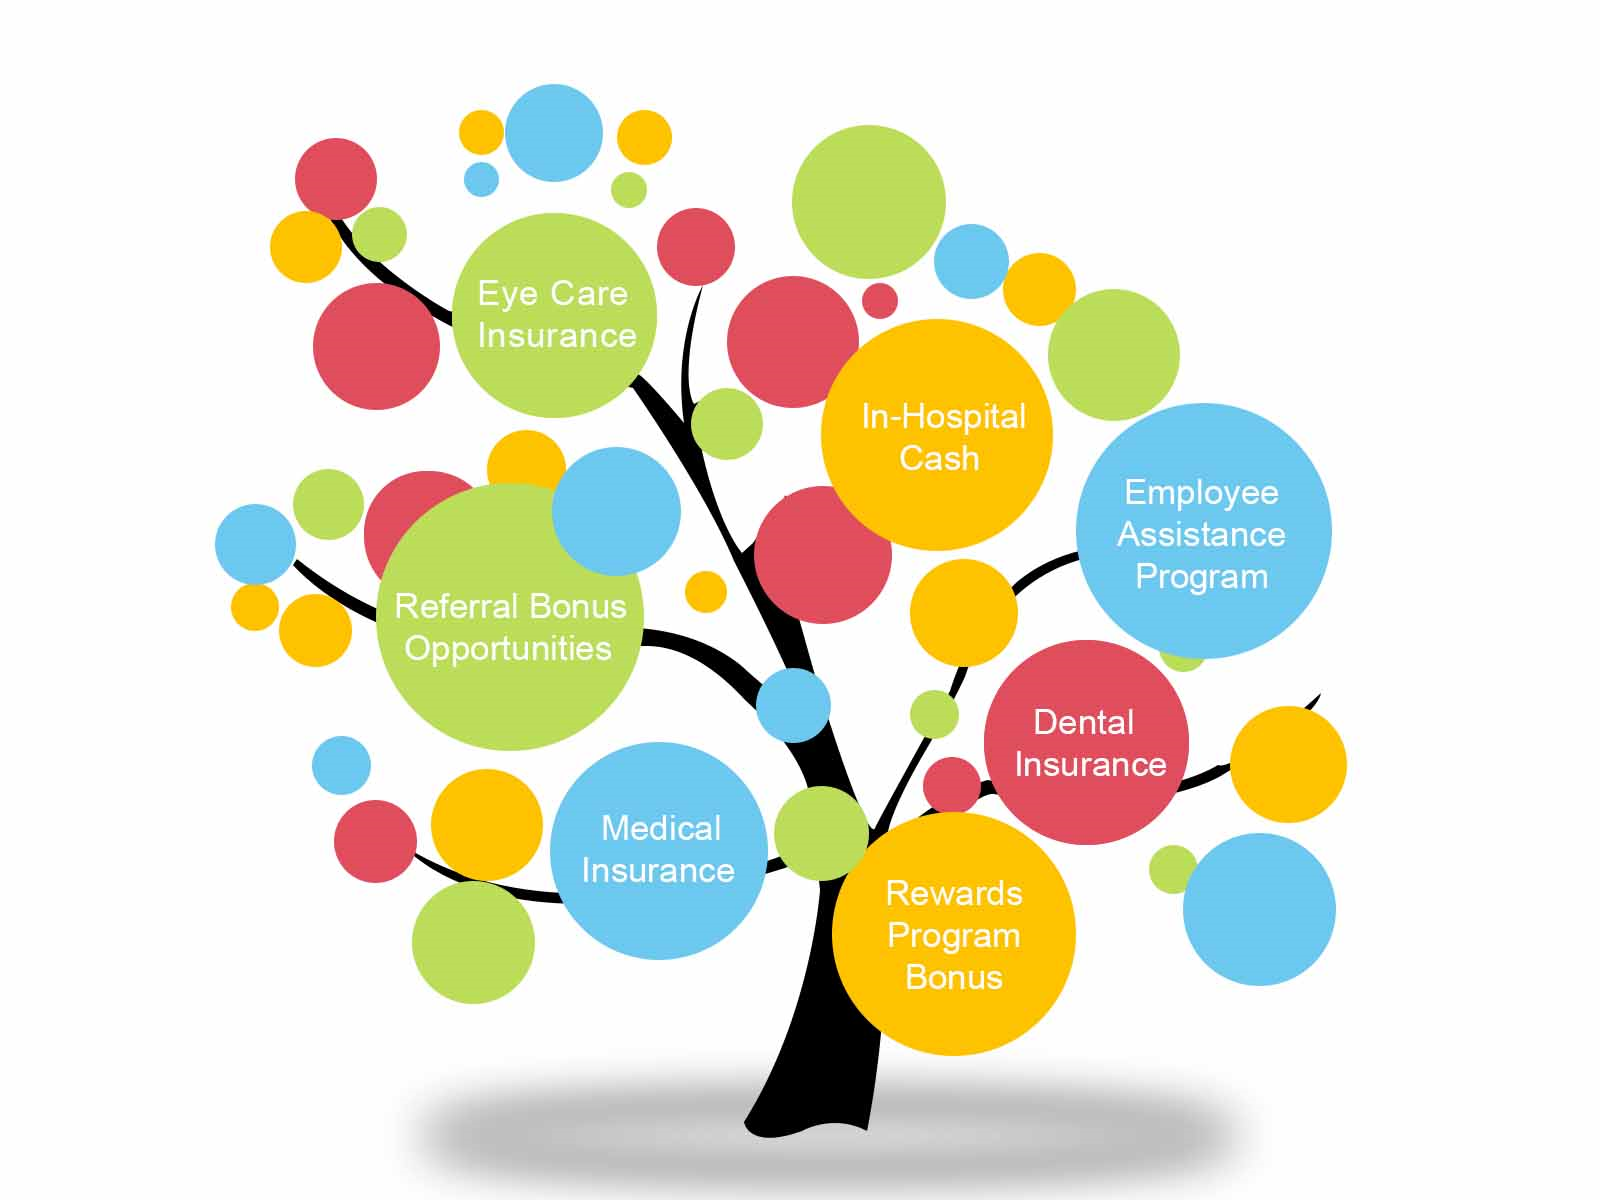 Eye Care
Insurance
In-Hospital
Cash
Employee
Assistance
Program
Referral Bonus
Opportunities
Dental
Insurance
Medical
Insurance
Rewards
Program
Bonus